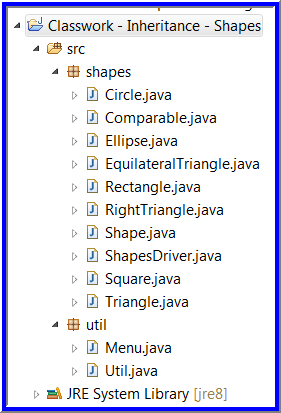 Classwork - Inheritance - Shapes
src
shapes
Circle.java
Comparable.java
Ellipse.java
EquilateralTriangle.java
Rectangle.java
RightTriangle.java
Shape.java
ShapesDriver.java
Square.java
Triangle.java
util
Menu.java
Util.java
JRE System Library [jre8]